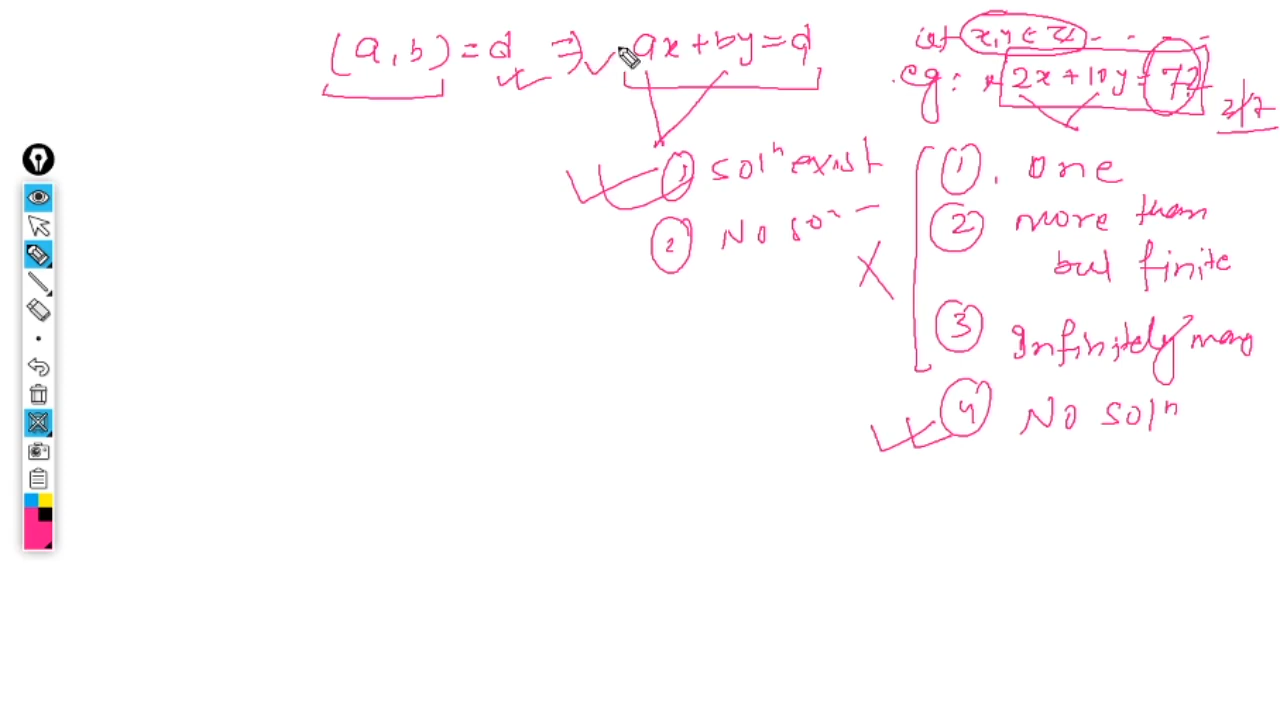 (a, b) = d ⇒ ax + by = d
let x, y ∈ ℤ - - - -
eg: 2x + 10y = 7?
2∤7
① Solⁿ exist
② No solⁿ
①. One
② more than
but finite
③ Infinitely many
④ No Solⁿ